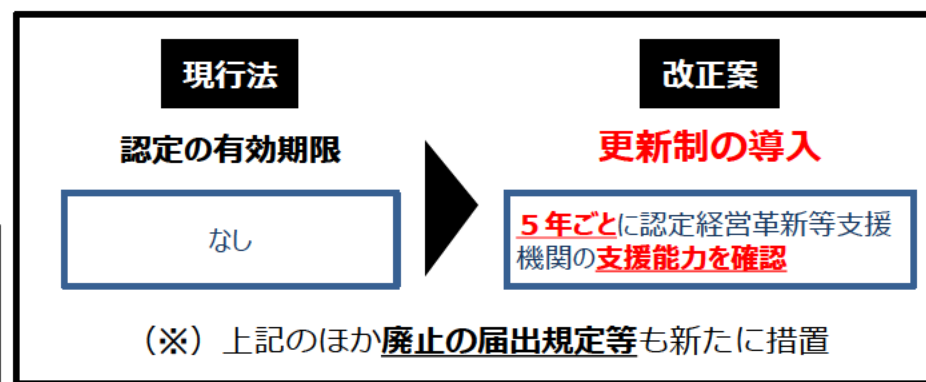 現行法
改正案
認定の有効期限
更新制の導入
なし
５年ごとに認定経営革新等支援
機関の支援能力を確認
（※）上記のほか廃止の届出規定等も新たに措置